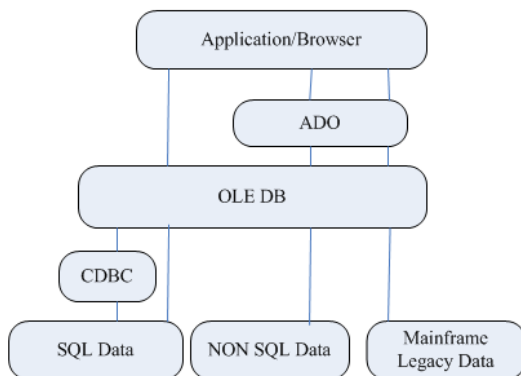 Application/Browser
ADO
OLE DB
CDBC
SQL Data
NON SQL Data
Mainframe
Legacy Data